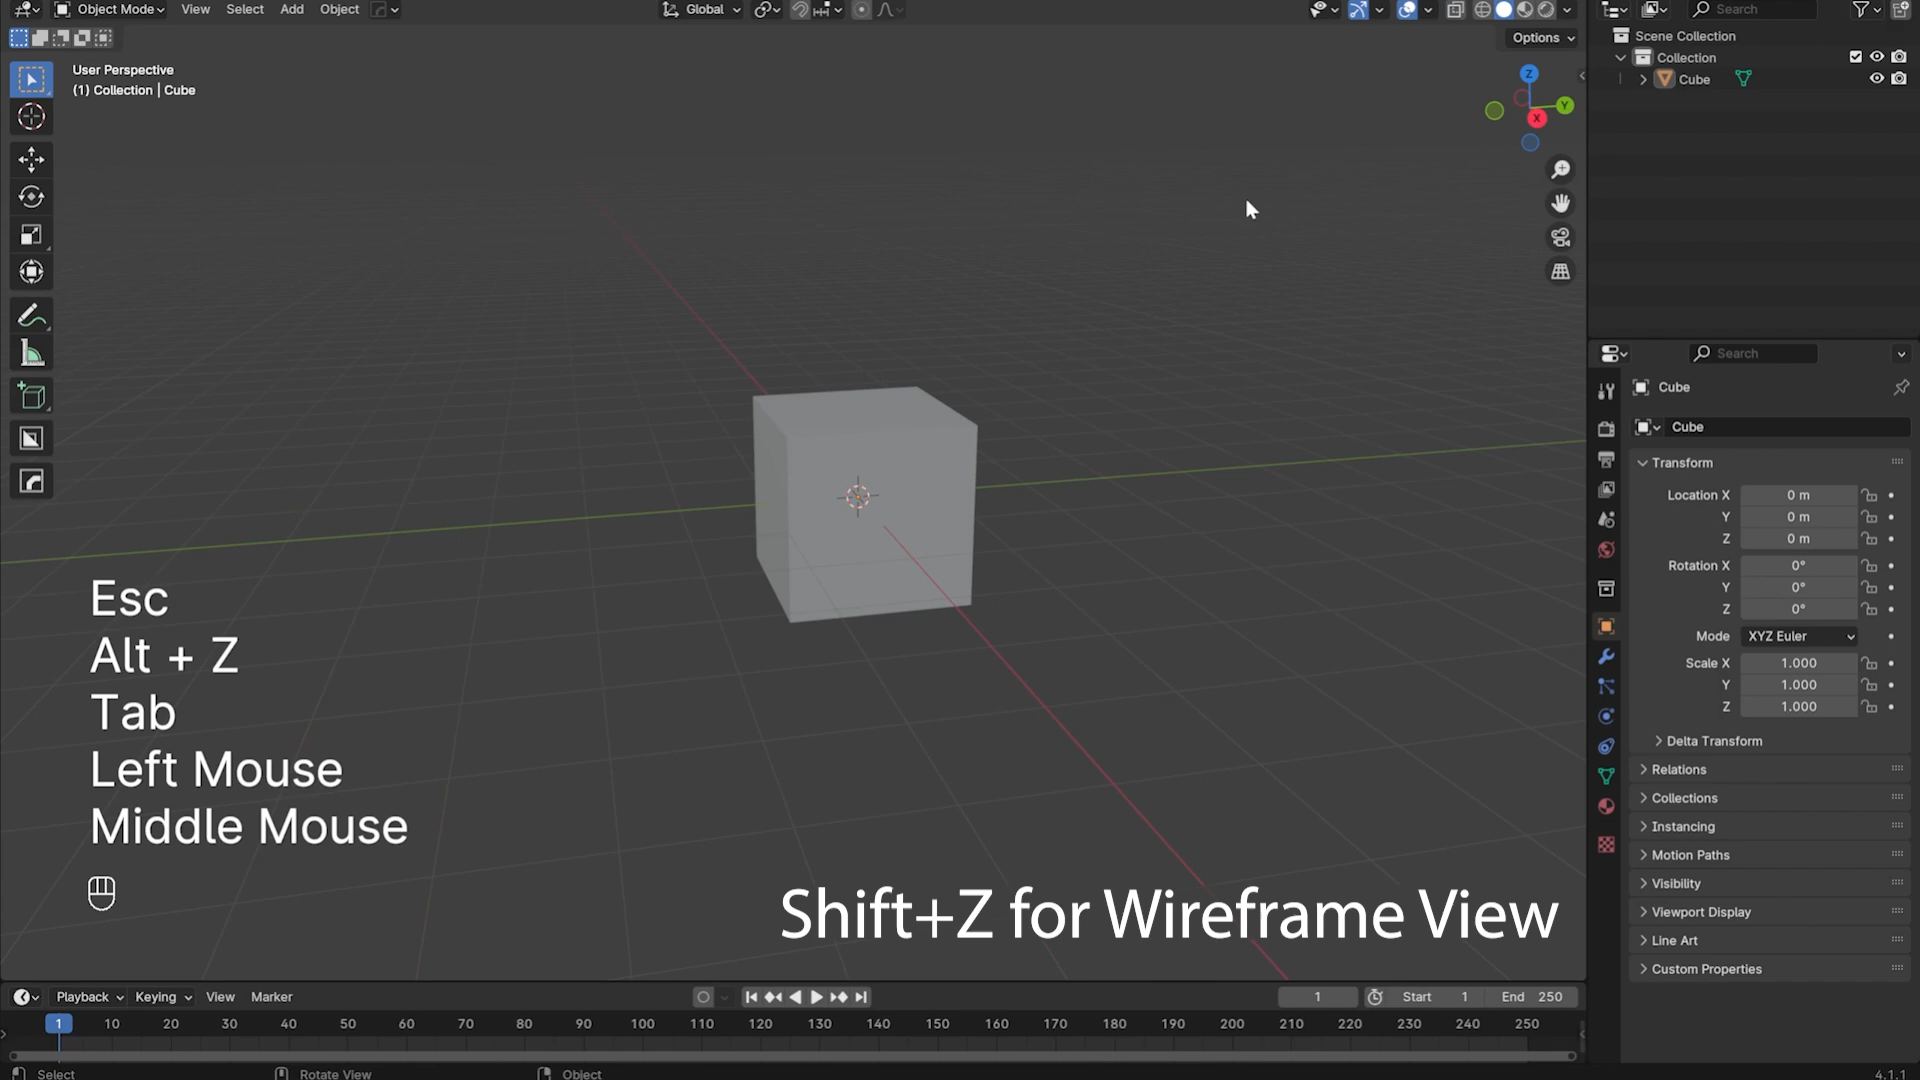 Object Mode View Select Add Object Global Search
Options
User Perspective
(1) Collection | Cube
Z
Y
X
Scene Collection
Collection
Cube
Search
Cube
Cube
Transform
Location X 0 m
Y 0 m
Z 0 m
Rotation X 0°
Y 0°
Z 0°
Mode XYZ Euler
Scale X 1.000
Y 1.000
Z 1.000
Delta Transform
Relations
Collections
Instancing
Motion Paths
Visibility
Viewport Display
Line Art
Custom Properties
Esc
Alt + Z
Tab
Left Mouse
Middle Mouse
Shift+Z for Wireframe View
Playback Keying View Marker 1 Start 1 End 250
1 10 20 30 40 50 60 70 80 90 100 110 120 130 140 150 160 170 180 190 200 210 220 230 240 250
Select Rotate View Object 4.1.1